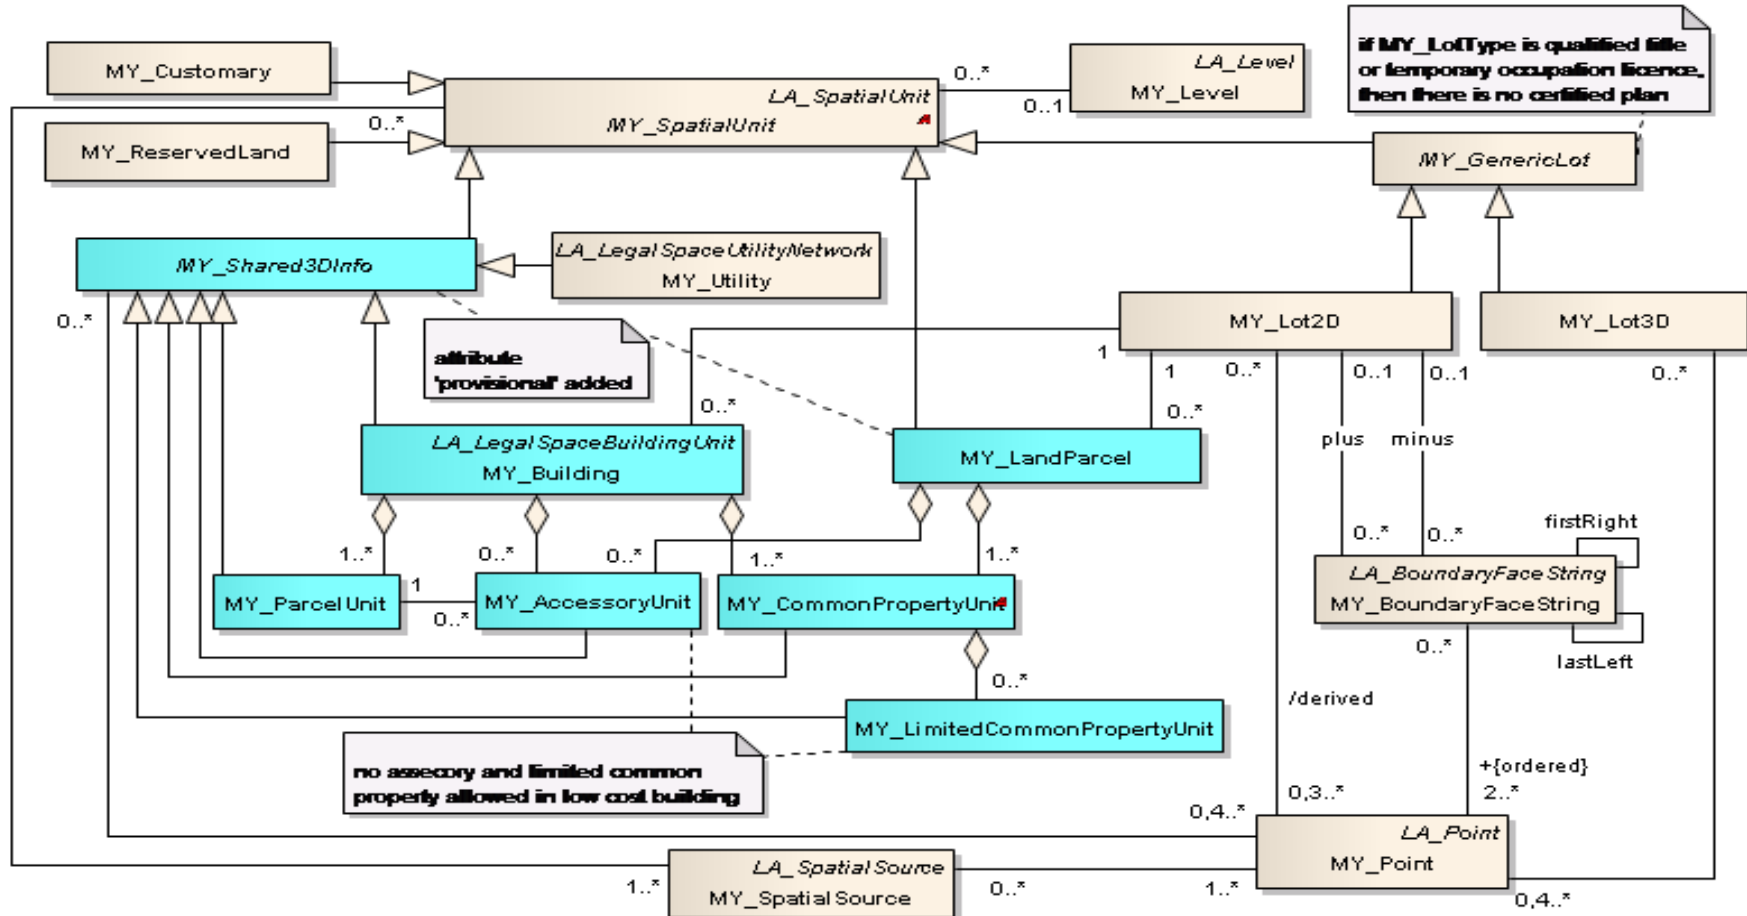 if MY_LotType is qualified title
or temporary occupation licence,
then there is no certified plan
MY_Customary
LA_SpatialUnit
MY_SpatialUnit
0..*
0..1
LA_Level
MY_Level
0..*
MY_ReservedLand
MY_GenericLot
MY_Shared3DInfo
LA_LegalSpaceUtilityNetwork
MY_Utility
0..*
MY_Lot2D
MY_Lot3D
attribute
'provisional' added
1
1
0..*
0..1
0..1
0..*
0..*
0..*
plus
minus
LA_LegalSpaceBuildingUnit
MY_Building
MY_LandParcel
1..*
0..*
0..*
1..*
1..*
0..*
0..*
firstRight
LA_BoundaryFaceString
MY_BoundaryFaceString
MY_ParcelUnit
1
0..*
MY_AccessoryUnit
MY_CommonPropertyUnit
0..*
lastLeft
0..*
/derived
MY_LimitedCommonPropertyUnit
no assecory and limited common
property allowed in low cost building
+{ordered}
0,3..*
2..*
0,4..*
LA_Point
MY_Point
LA_SpatialSource
MY_SpatialSource
1..*
0..*
1..*
0,4..*